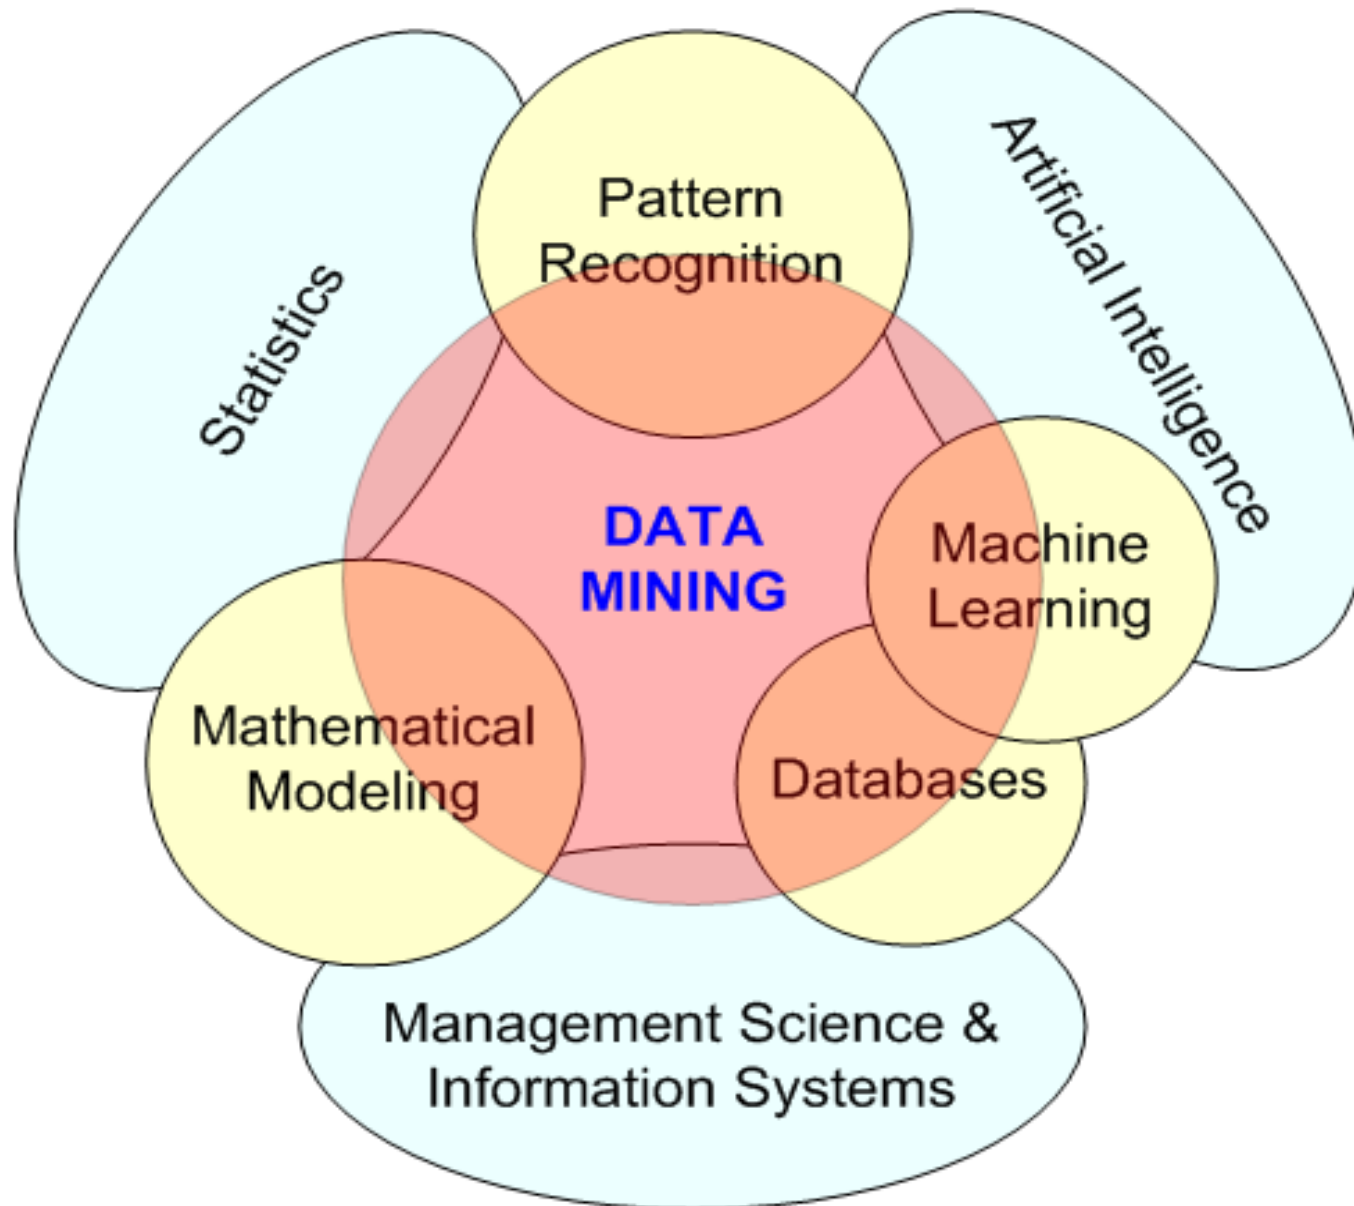 Pattern
Recognition
Artificial Intelligence
Statistics
DATA
MINING
Machine
Learning
Mathematical
Modeling
Databases
Management Science &
Information Systems